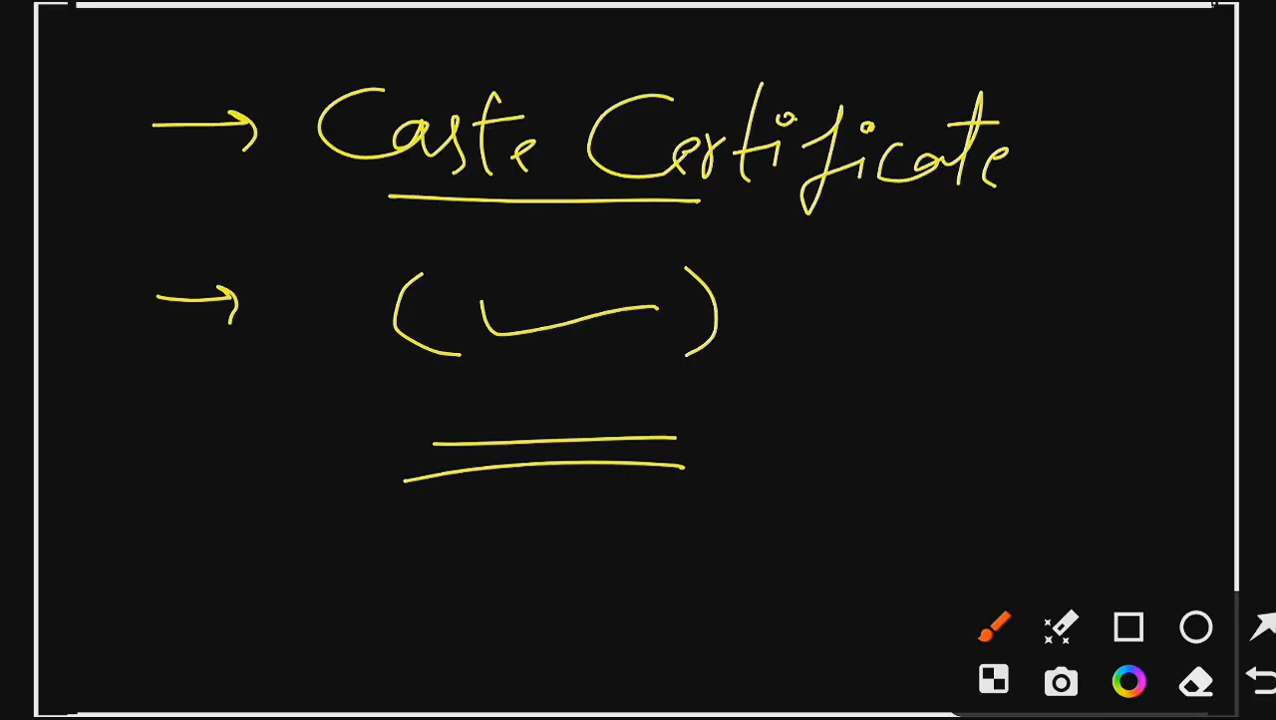 → Caste Certificate
→ (✓)